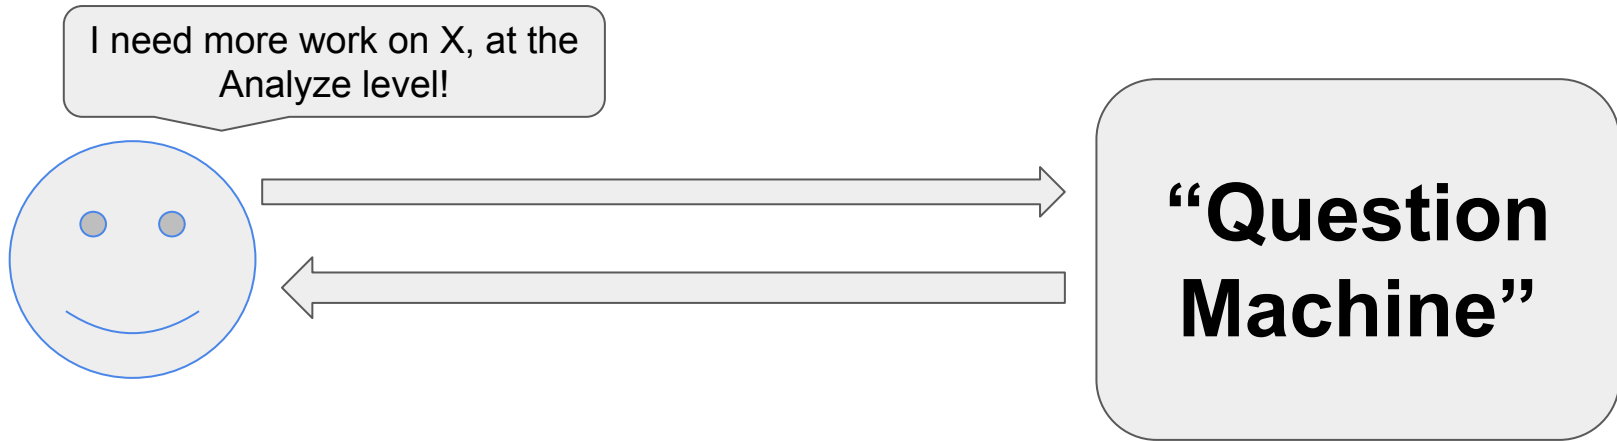 I need more work on X, at the
Analyze level!
“Question
Machine”